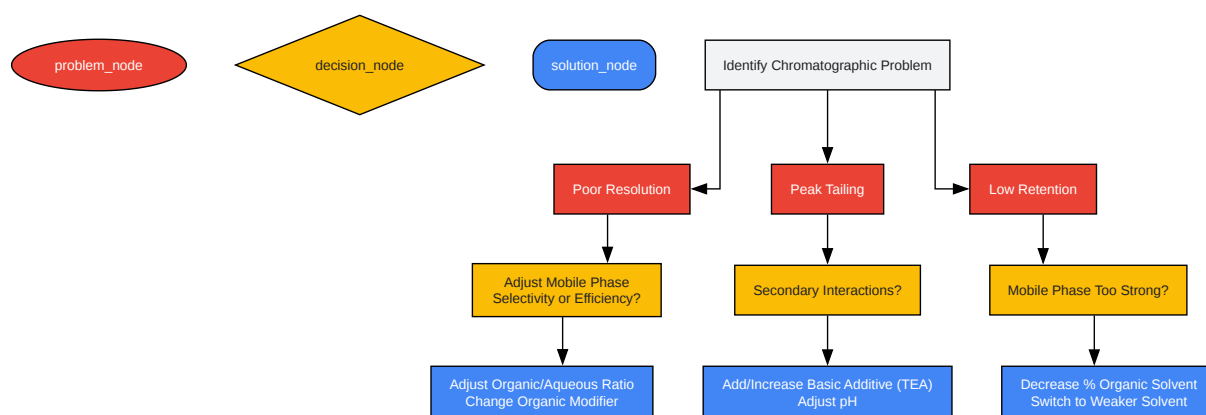 problem_node
decision_node
solution_node
Identify Chromatographic Problem
Poor Resolution
Peak Tailing
Low Retention
Adjust Mobile Phase
Selectivity or Efficiency?
Secondary Interactions?
Mobile Phase Too Strong?
Adjust Organic/Aqueous Ratio
Change Organic Modifier
Add/Increase Basic Additive (TEA)
Adjust pH
Decrease % Organic Solvent
Switch to Weaker Solvent